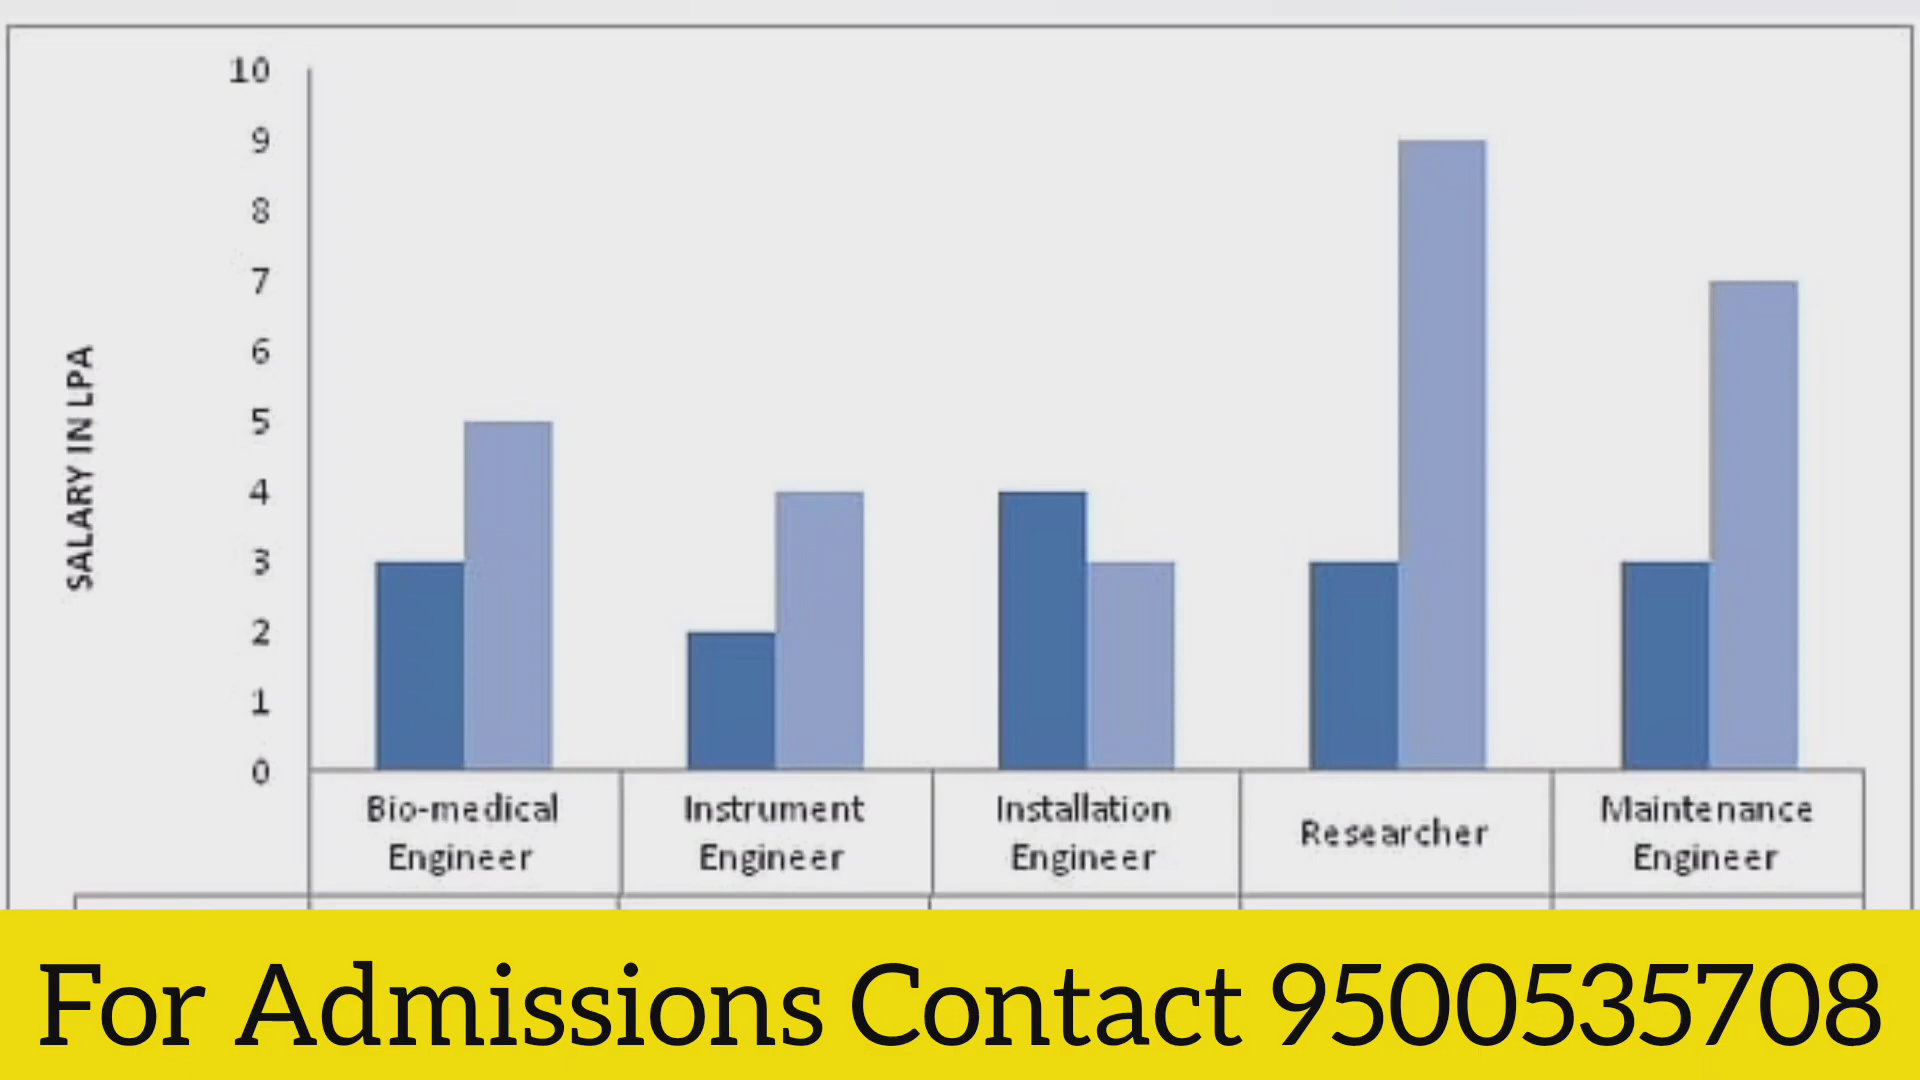 10
9
8
7
6
5
4
3
2
1
0
SALARY IN LPA
Bio-medical
Engineer
Instrument
Engineer
Installation
Engineer
Researcher
Maintenance
Engineer
For Admissions Contact 9500535708